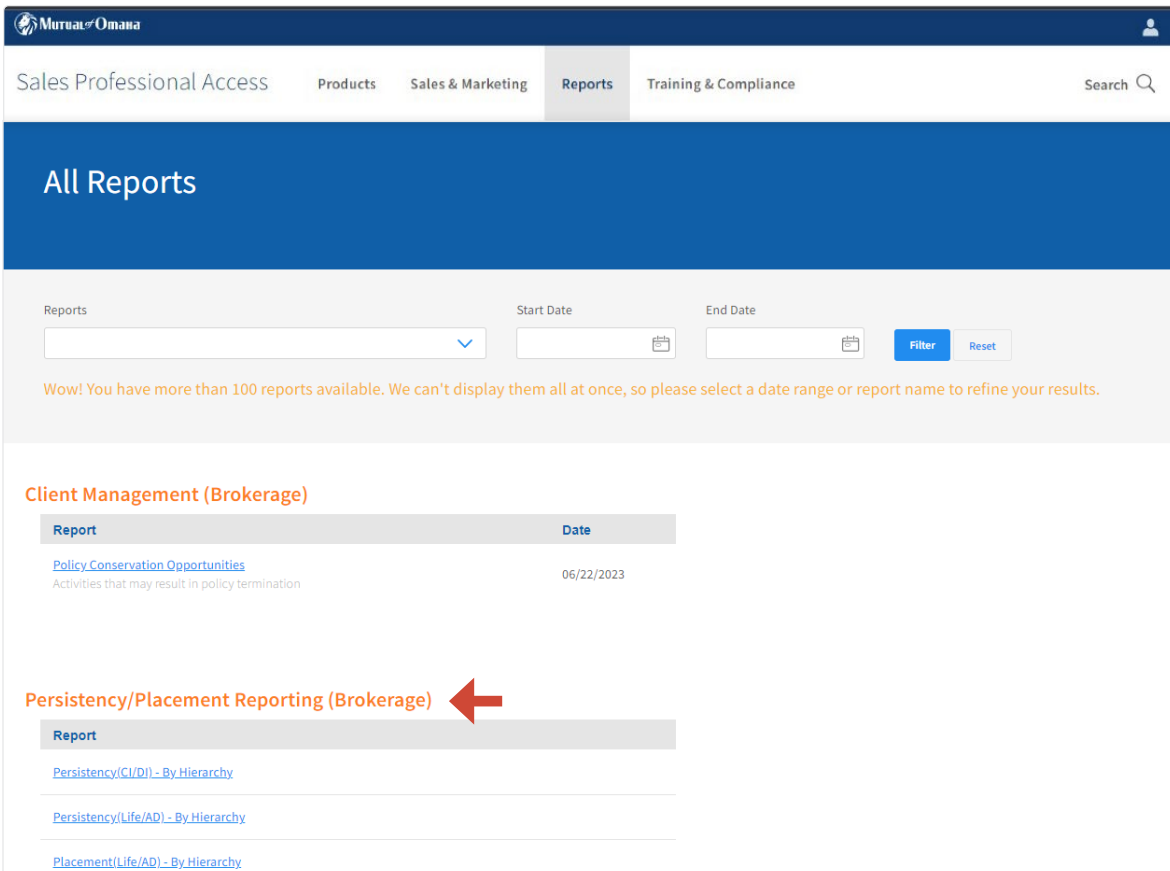 Mutual of Omaha
Sales Professional Access Products Sales & Marketing Reports Training & Compliance Search
All Reports
Reports Start Date End Date
Filter Reset
Wow! You have more than 100 reports available. We can't display them all at once, so please select a date range or report name to refine your results.
Client Management (Brokerage)
Report Date
Policy Conservation Opportunities
Activities that may result in policy termination
06/22/2023
Persistency/Placement Reporting (Brokerage)
Report
Persistency(CI/DI) - By Hierarchy
Persistency(Life/AD) - By Hierarchy
Placement(Life/AD) - By Hierarchy